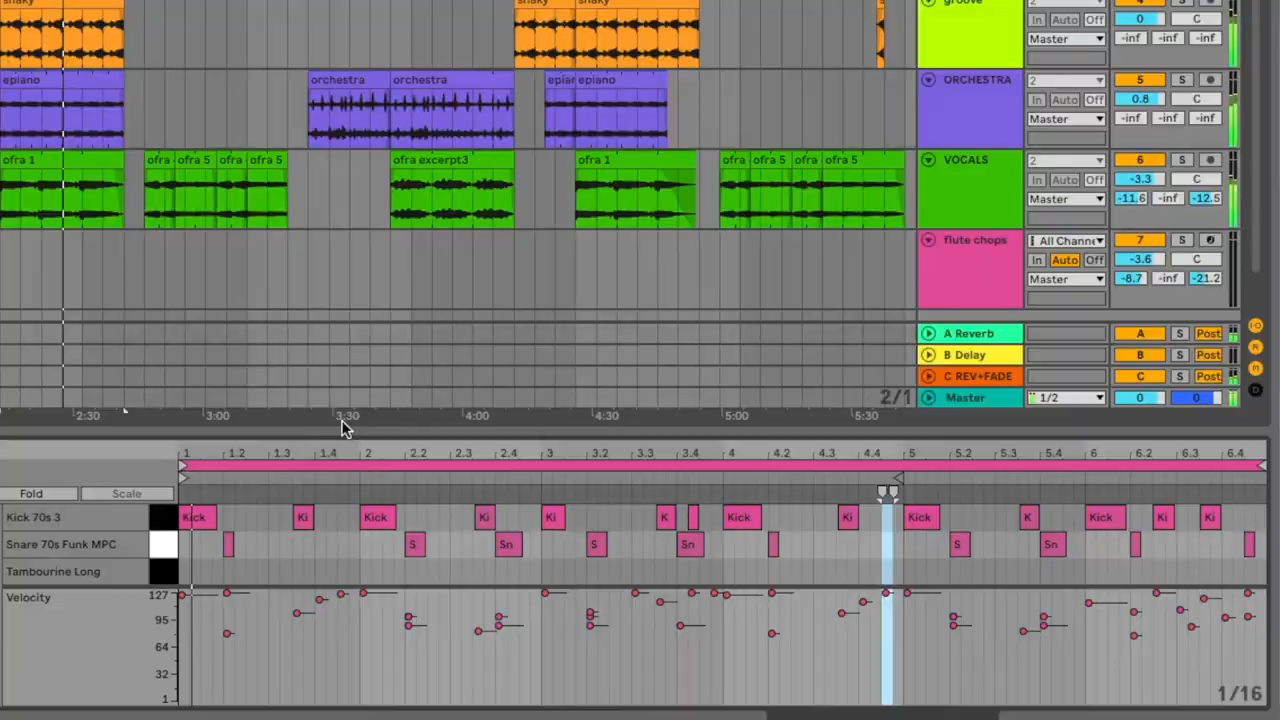 shaky shaky shaky groove 2 4 S
In Auto Off 0 C
Master -inf -inf -inf
epiano orchestra orchestra epiar epiano ORCHESTRA 2 5 S
In Auto Off 0.8 C
Master -inf -inf -inf
ofra 1 ofra ofra 5 ofra ofra 5 ofra excerpt3 ofra 1 ofra ofra 5 ofra ofra 5 VOCALS 2 6 S
In Auto Off -3.3 C
Master -11.6 -inf -12.5
flute chops All Channe 7 S
In Auto Off -3.6 C
Master -8.7 -inf -21.2
A Reverb A S Post
B Delay B S Post
C REV+FADE C S Post
2/1 Master 1/2 0 0
2:30 3:00 3:30 4:00 4:30 5:00 5:30
1 1.2 1.3 1.4 2 2.2 2.3 2.4 3 3.2 3.3 3.4 4 4.2 4.3 4.4 5 5.2 5.3 5.4 6 6.2 6.3 6.4
Fold Scale
Kick 70s 3 Kick Ki Kick Ki Ki K Kick Ki Kick K Kick Ki Ki
Snare 70s Funk MPC S Sn S Sn S Sn
Tambourine Long
Velocity 127
95
64
32
1
1/16